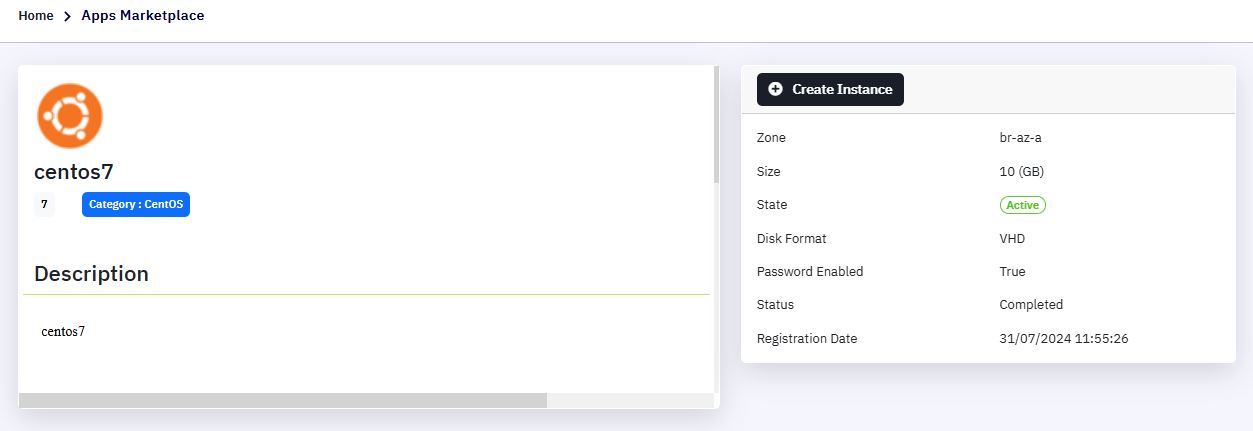 Home > Apps Marketplace
centos7
7 Category : CentOS
Description
centos7
Create Instance
Zone br-az-a
Size 10 (GB)
State Active
Disk Format VHD
Password Enabled True
Status Completed
Registration Date 31/07/2024 11:55:26